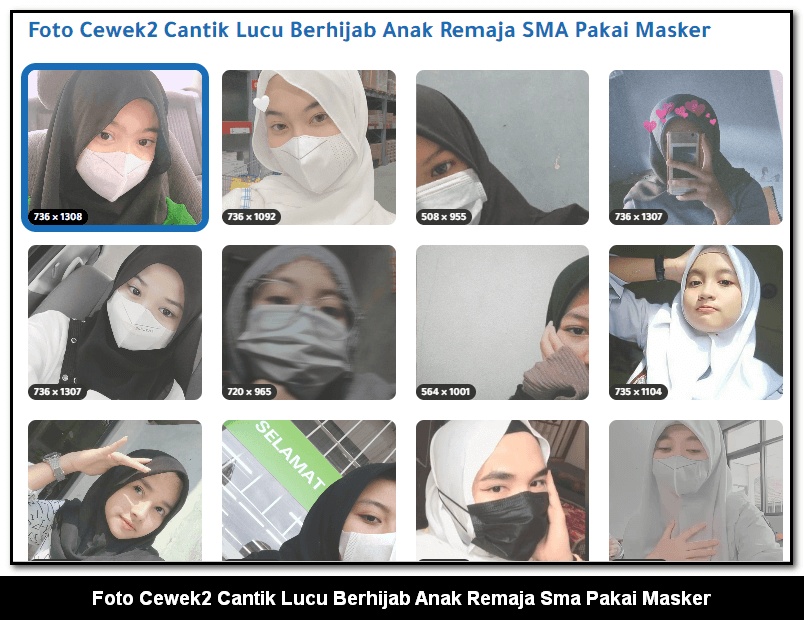 Foto Cewek2 Cantik Lucu Berhijab Anak Remaja SMA Pakai Masker
736 x 1308
736 x 1092
508 x 955
736 x 1307
736 x 1307
720 x 965
564 x 1001
735 x 1104
SELAMAT
Foto Cewek2 Cantik Lucu Berhijab Anak Remaja Sma Pakai Masker